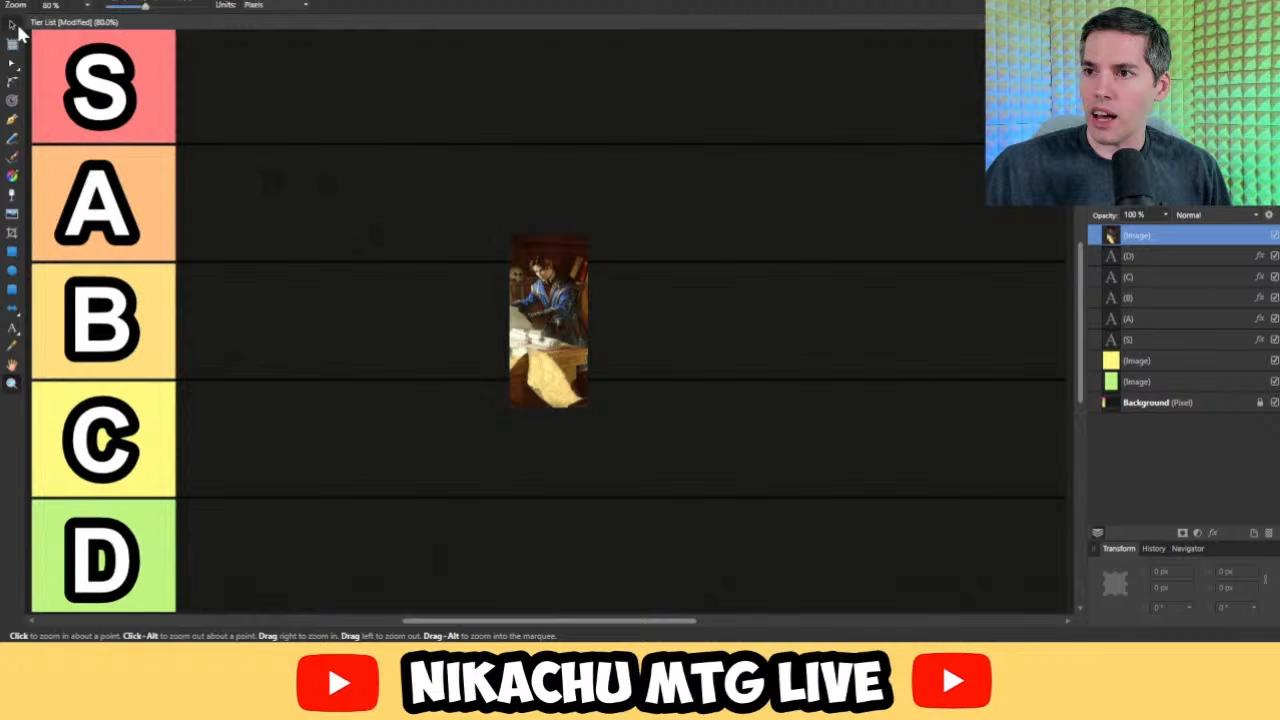 Zoom 80 % Units: Pixels
Tier List [Modified] (80.0%)
S
A
B
C
D
Opacity: 100 % Normal
(Image)
(D)
(C)
(B)
(A)
(S)
(Image)
(Image)
Background (Pixel)
Transform History Navigator
0 px 0 px
0 px 0 px
0 ° 0 °
Click to zoom in about a point. Click-Alt to zoom out about a point. Drag right to zoom in. Drag left to zoom out. Drag-Alt to zoom into the marquee.
NIKACHU MTG LIVE